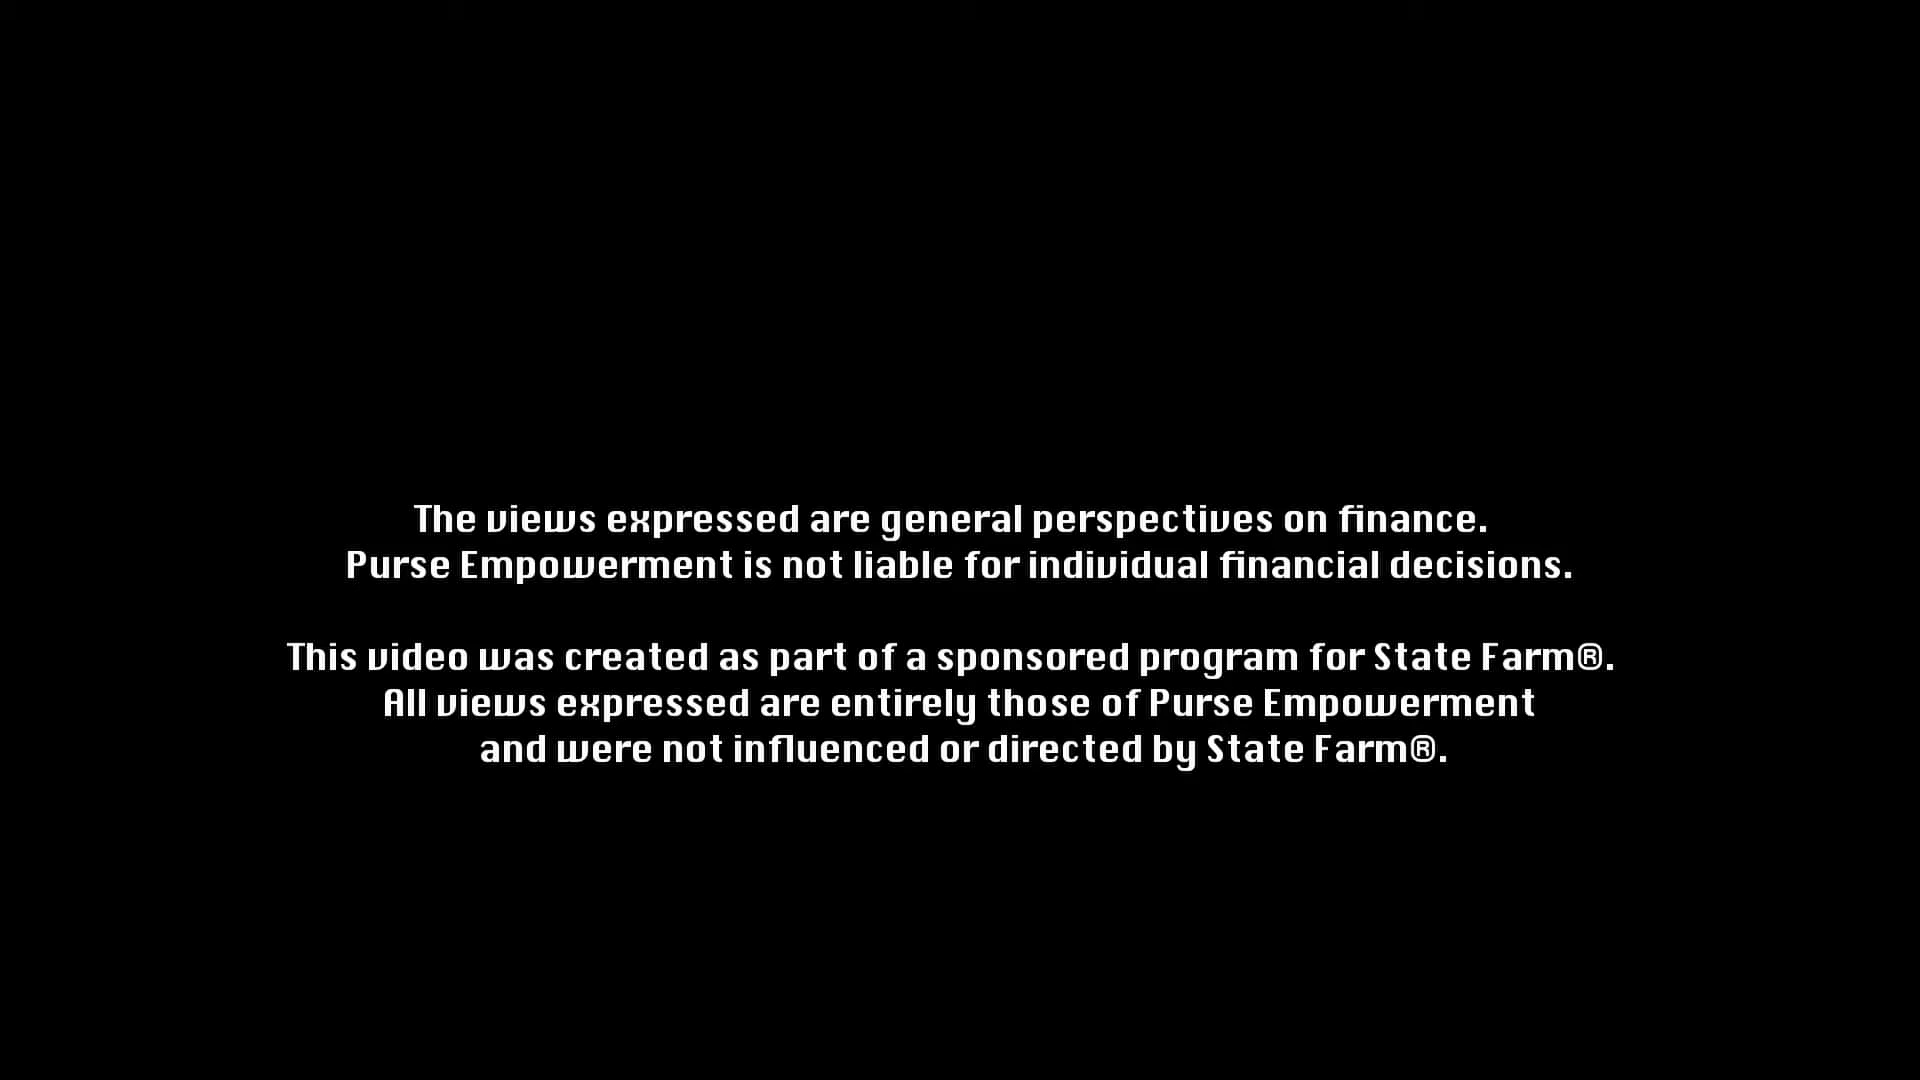 The views expressed are general perspectives on finance.
Purse Empowerment is not liable for individual financial decisions.
This video was created as part of a sponsored program for State Farm®.
All views expressed are entirely those of Purse Empowerment
and were not influenced or directed by State Farm®.